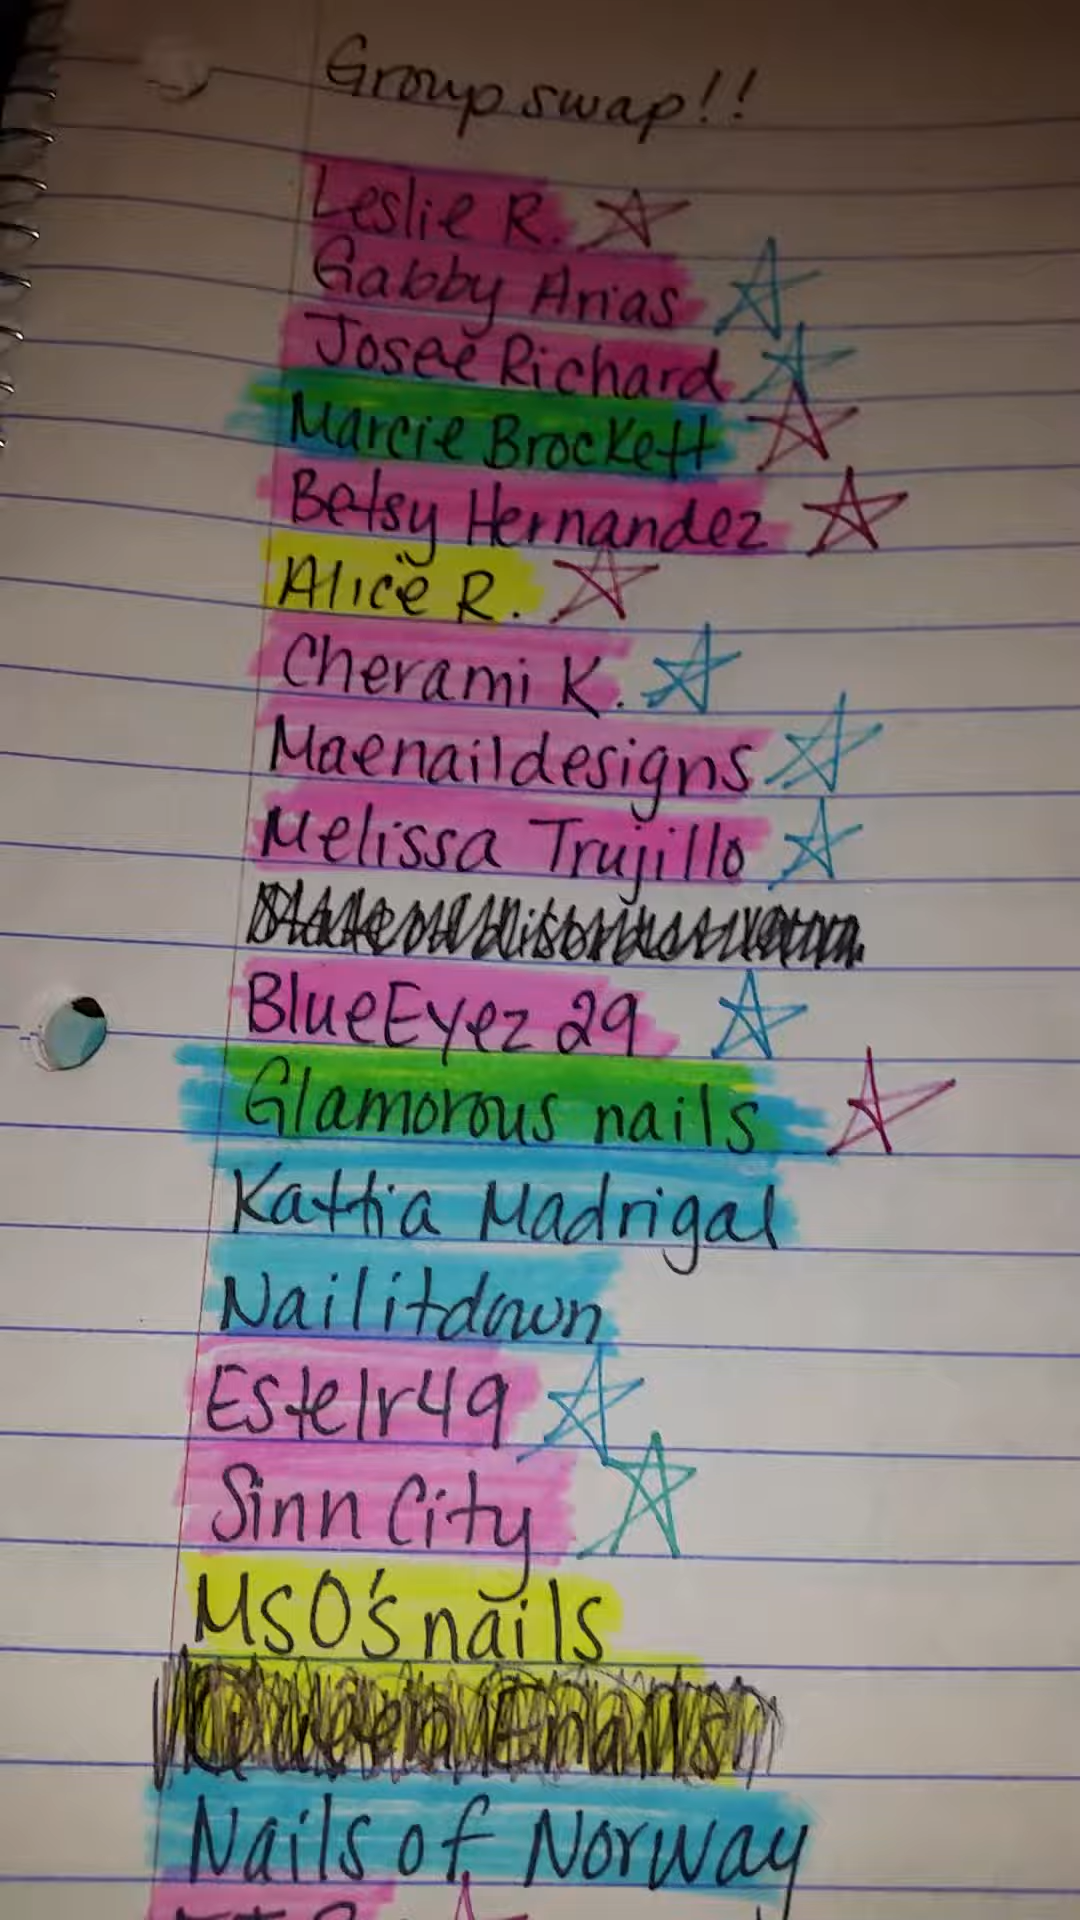 Group swap!!
Leslie R.
Gabby Arias
Josee Richard
Marcie Brockett
Betsy Hernandez
Alice R.
Cherami K.
Maenaildesigns
Melissa Trujillo
BlueEyez 29
Glamorous nails
Kattia Madrigal
Nailitdown
Estelr49
Sinn City
MsO's nails
Nails of Norway